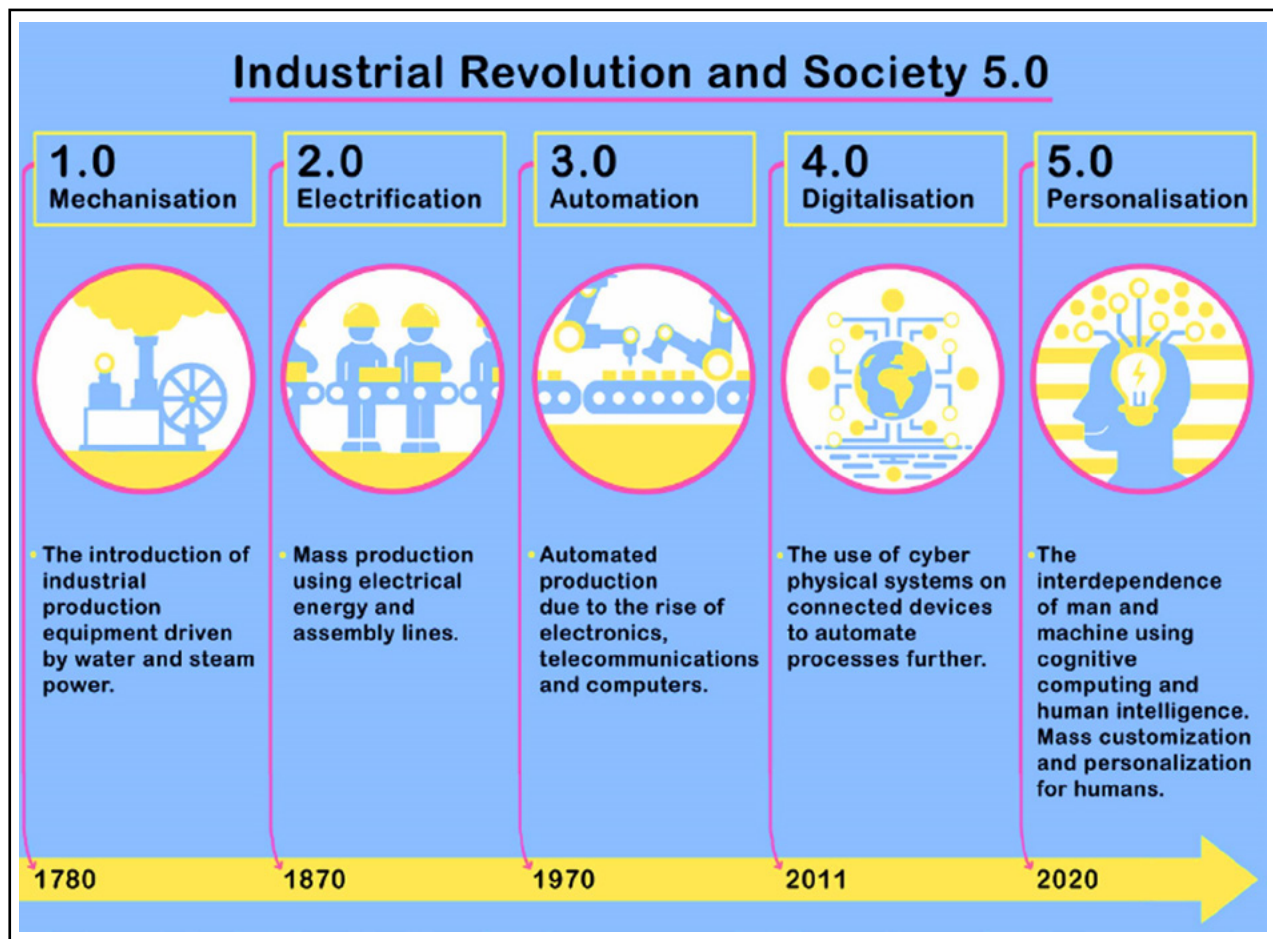 Industrial Revolution and Society 5.0
1.0
Mechanisation
2.0
Electrification
3.0
Automation
4.0
Digitalisation
5.0
Personalisation
• The introduction of
industrial
production
equipment driven
by water and steam
power.
• Mass production
using electrical
energy and
assembly lines.
• Automated
production
due to the rise of
electronics,
telecommunications
and computers.
• The use of cyber
physical systems on
connected devices
to automate
processes further.
• The
interdependence
of man and
machine using
cognitive
computing and
human intelligence.
Mass customization
and personalization
for humans.
1780
1870
1970
2011
2020